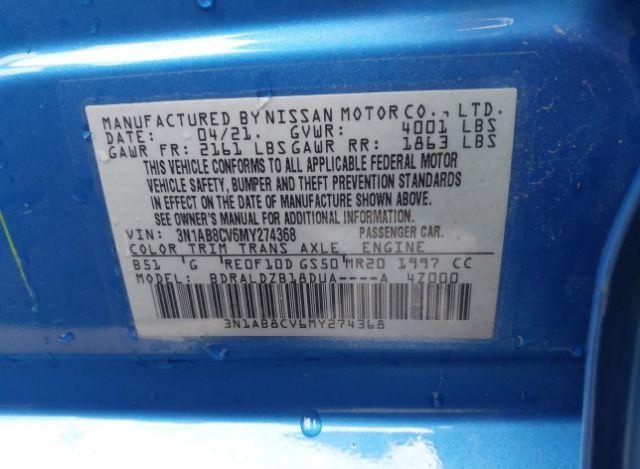 MANUFACTURED BY NISSAN MOTOR CO., LTD.
DATE: 04/21. GVWR: 4001 LBS
GAWR FR: 2161 LBS GAWR RR: 1863 LBS
THIS VEHICLE CONFORMS TO ALL APPLICABLE FEDERAL MOTOR
VEHICLE SAFETY, BUMPER AND THEFT PREVENTION STANDARDS
IN EFFECT ON THE DATE OF MANUFACTURE SHOWN ABOVE.
SEE OWNER'S MANUAL FOR ADDITIONAL INFORMATION.
VIN: 3N1AB8CV6MY274368 PASSENGER CAR.
COLOR TRIM TRANS AXLE ENGINE
B51 G RE0F10D GS50 MR20 1997 CC
MODEL: BDRALDZB18DUA----A 4Z000
3N1AB8CV6MY274368